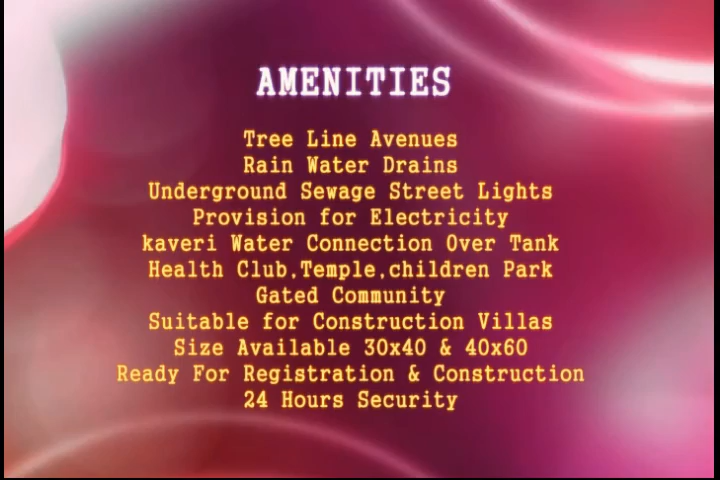 AMENITIES
Tree Line Avenues
Rain Water Drains
Underground Sewage Street Lights
Provision for Electricity
kaveri Water Connection Over Tank
Health Club,Temple,children Park
Gated Community
Suitable for Construction Villas
Size Available 30x40 & 40x60
Ready For Registration & Construction
24 Hours Security